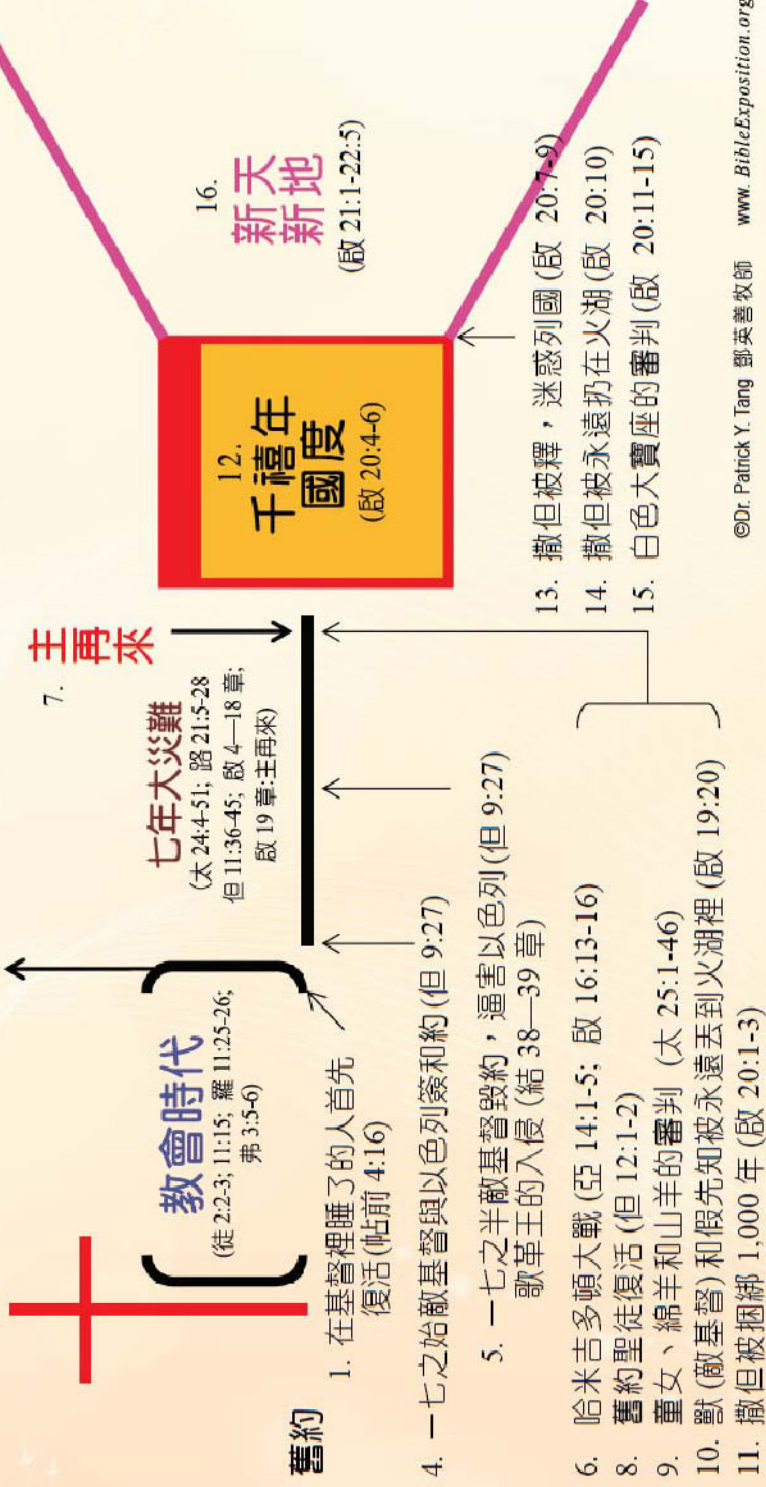 舊約
教會時代
(徒 2:2-3; 11:15; 羅 11:25-26;
弗 3:5-6)
七年大災難
(太 24:4-51; 路 21:5-28
但 11:36-45; 啟 4—18 章;
啟 19 章:主再來)
7.
主再來
12.
千禧年
國度
(啟 20:4-6)
16.
新天
新地
(啟 21:1-22:5)
1. 在基督裡睡了的人首先
復活(帖前 4:16)
4. 一七之始敵基督與以色列簽和約(但 9:27)
5. 一七之半敵基督毀約，逼害以色列(但 9:27)
歌革王的入侵 (結 38—39 章)
6. 哈米吉多頓大戰 (亞 14:1-5; 啟 16:13-16)
8. 舊約聖徒復活 (但 12:1-2)
9. 童女、綿羊和山羊的審判 (太 25:1-46)
10. 獸 (敵基督) 和假先知被永遠丟到火湖裡 (啟 19:20)
11. 撒但被捆綁 1,000 年 (啟 20:1-3)
13. 撒但被釋，迷惑列國 (啟 20:7-9)
14. 撒但被永遠扔在火湖 (啟 20:10)
15. 白色大寶座的審判 (啟 20:11-15)
©Dr. Patrick Y. Tang 鄧英善牧師 www. BibleExposition.org